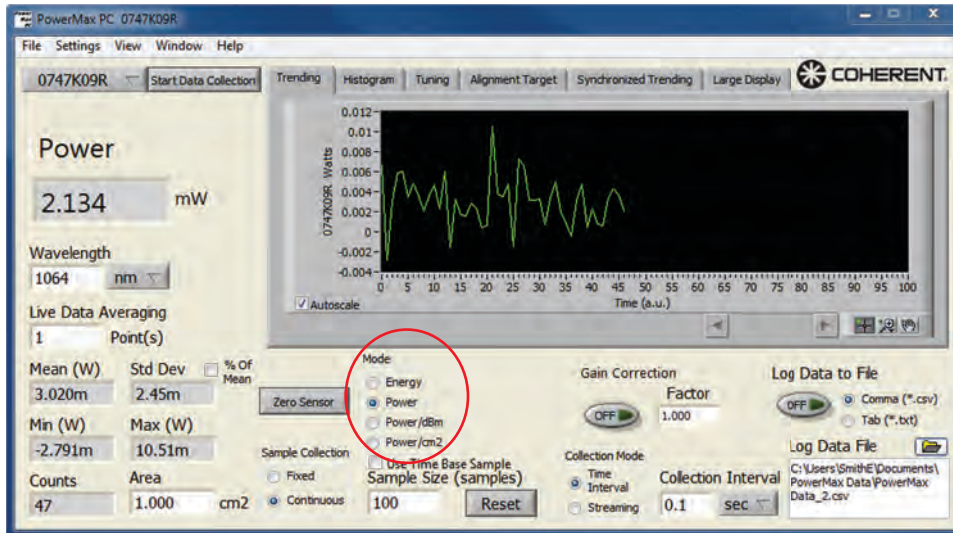 PowerMax PC 0747K09R
File Settings View Window Help
0747K09R Start Data Collection
Trending Histogram Tuning Alignment Target Synchronized Trending Large Display
COHERENT.
Power
2.134 mW
Wavelength
1064 nm
Live Data Averaging
1 Point(s)
0747K09R Watts
0.012
0.01
0.008
0.006
0.004
0.002
0
-0.002
-0.004
0 5 10 15 20 25 30 35 40 45 50 55 60 65 70 75 80 85 90 95 100
Autoscale
Time (a.u.)
Mean (W) Std Dev % Of Mean
3.020m 2.45m
Min (W) Max (W)
-2.791m 10.51m
Counts Area
47 1.000 cm2
Zero Sensor
Mode
Energy
Power
Power/dBm
Power/cm2
Use Time Base Sample
Sample Collection
Fixed
Continuous
Sample Size (samples)
100 Reset
Gain Correction
Factor
OFF 1.000
Collection Mode
Time Interval
Streaming
Collection Interval
0.1 sec
Log Data to File
OFF
Comma (*.csv)
Tab (*.txt)
Log Data File
C:\Users\SmithE\Documents\
PowerMax Data\PowerMax
Data_2.csv